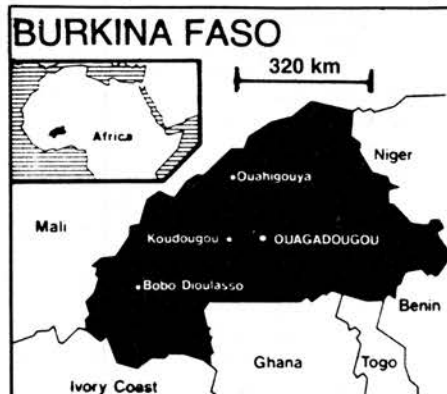 BURKINA FASO
320 km
Africa
Niger
Ouahigouya
Mali
Koudougou
OUAGADOUGOU
Bobo Dioulasso
Benin
Ghana
Togo
Ivory Coast